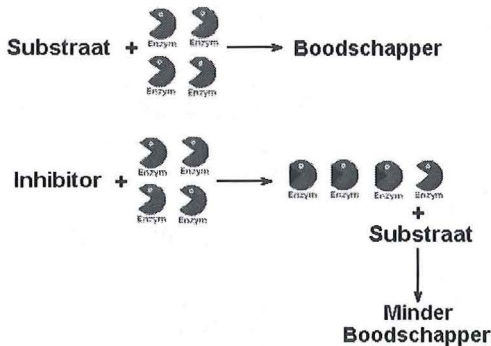 Enzym Enzym
Substraat + → Boodschapper
Enzym Enzym
Enzym Enzym
Inhibitor + → Enzym Enzym Enzym Enzym
Enzym Enzym
+
Substraat
Minder
Boodschapper